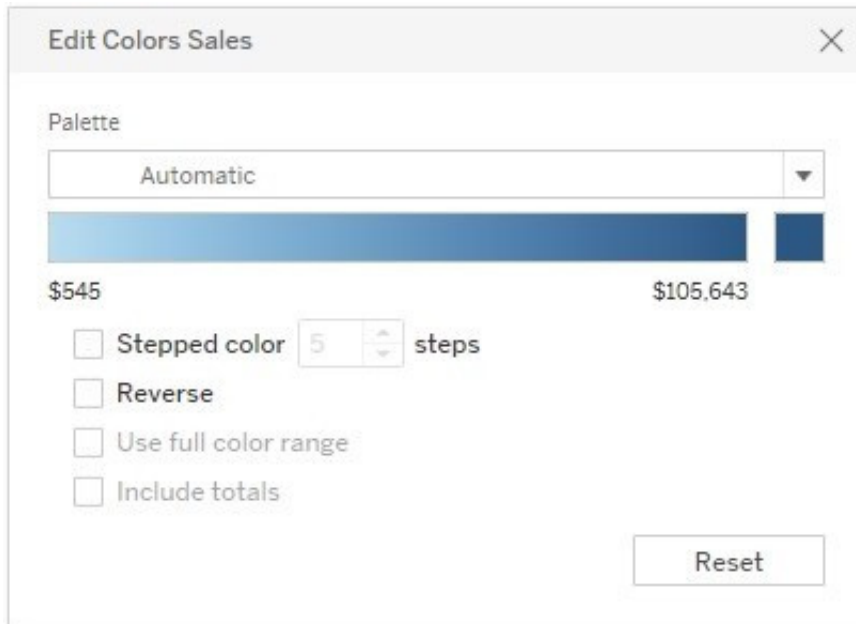 Edit Colors Sales
Palette
Automatic
$545 $105,643
Stepped color 5 steps
Reverse
Use full color range
Include totals
Reset